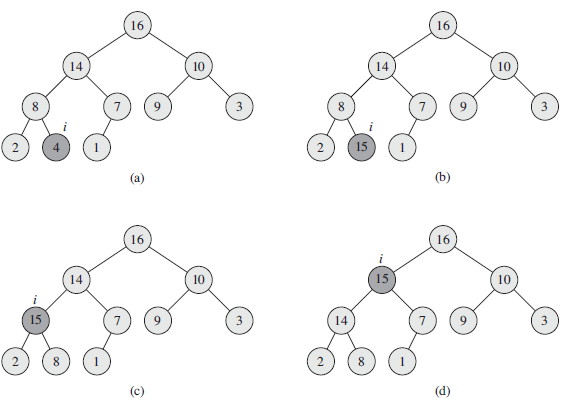 16 16
14 10 14 10
8 7 9 3 8 7 9 3
i i
2 4 1 2 15 1
(a) (b)
16 16
i
14 10 15 10
i
15 7 9 3 14 7 9 3
2 8 1 2 8 1
(c) (d)